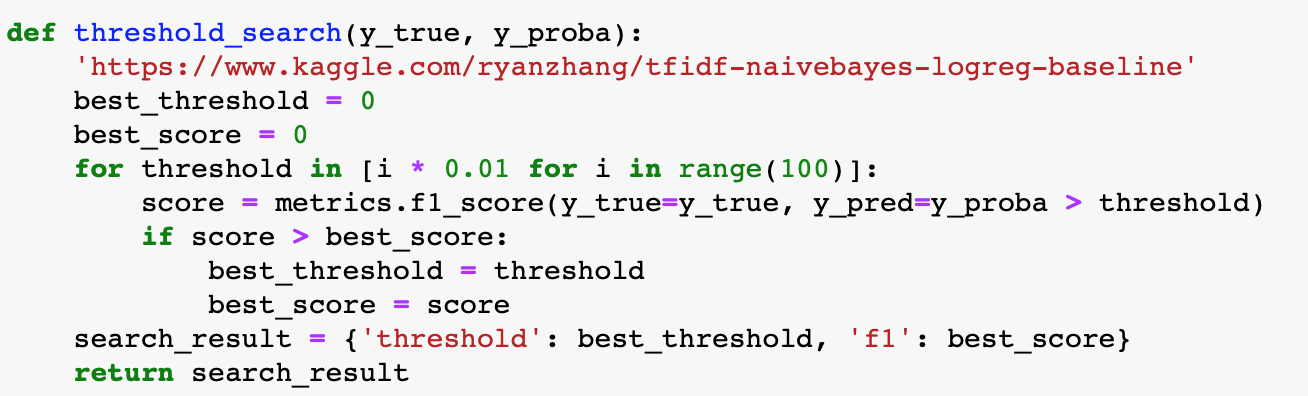 def threshold_search(y_true, y_proba):
    'https://www.kaggle.com/ryanzhang/tfidf-naivebayes-logreg-baseline'
    best_threshold = 0
    best_score = 0
    for threshold in [i * 0.01 for i in range(100)]:
        score = metrics.f1_score(y_true=y_true, y_pred=y_proba > threshold)
        if score > best_score:
            best_threshold = threshold
            best_score = score
    search_result = {'threshold': best_threshold, 'f1': best_score}
    return search_result